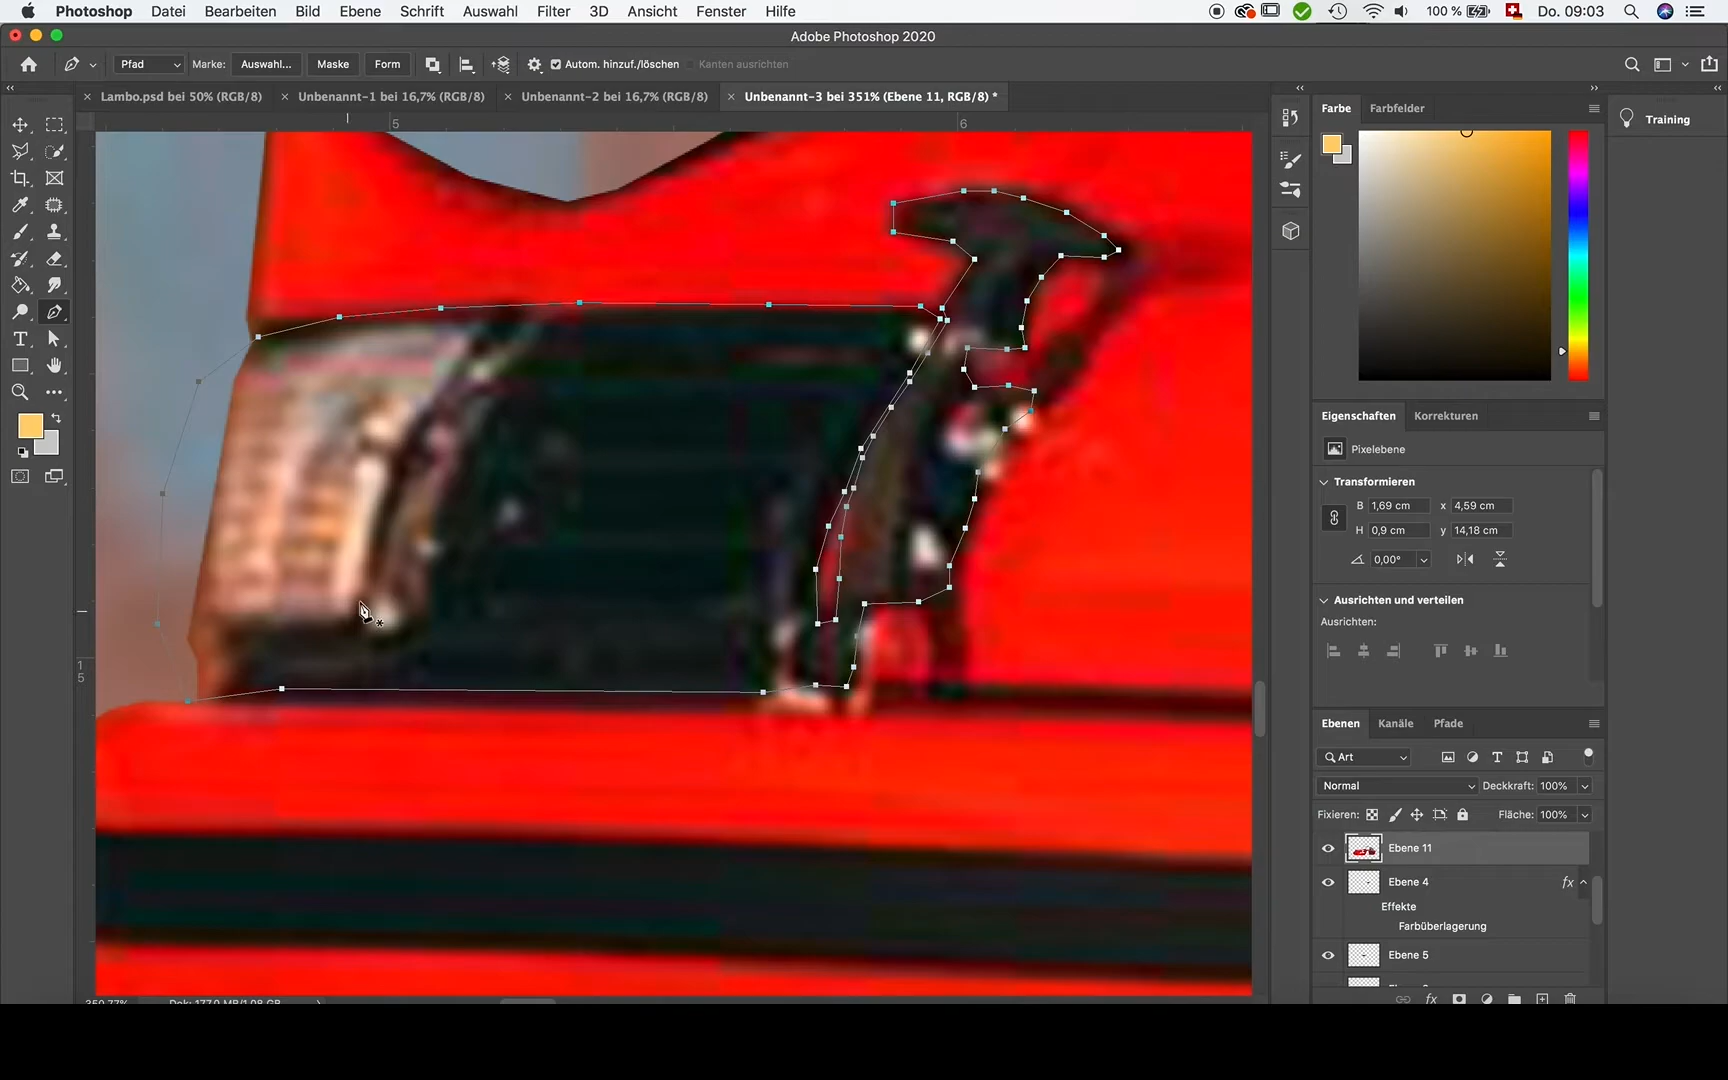 Photoshop Datei Bearbeiten Bild Ebene Schrift Auswahl Filter 3D Ansicht Fenster Hilfe 100 % Do. 09:03
Adobe Photoshop 2020
Pfad Marke: Auswahl... Maske Form Autom. hinzuf./löschen Kanten ausrichten
Lambo.psd bei 50% (RGB/8) Unbenannt-1 bei 16,7% (RGB/8) Unbenannt-2 bei 16,7% (RGB/8) Unbenannt-3 bei 351% (Ebene 11, RGB/8) *
5 6
Farbe Farbfelder
Training
Eigenschaften Korrekturen
Pixelebene
Transformieren
B 1,69 cm x 4,59 cm
H 0,9 cm y 14,18 cm
0,00°
Ausrichten und verteilen
Ausrichten:
1
5
Ebenen Kanäle Pfade
Art
Normal Deckkraft: 100%
Fixieren: Fläche: 100%
Ebene 11
Ebene 4 fx
Effekte
Farbüberlagerung
Ebene 5
fx